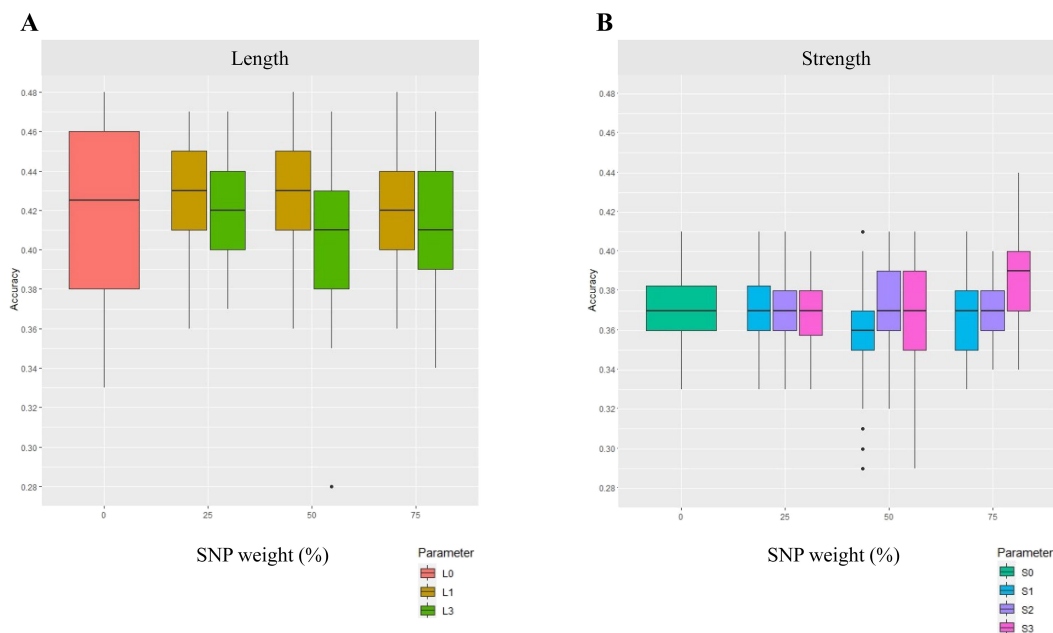 A
Length
0.48
0.46
0.44
0.42
0.40
0.38
0.36
0.34
0.32
0.30
0.28
Accuracy
0 25 50 75
SNP weight (%)
Parameter
L0
L1
L3
B
Strength
0.48
0.46
0.44
0.42
0.40
0.38
0.36
0.34
0.32
0.30
0.28
Accuracy
0 25 50 75
SNP weight (%)
Parameter
S0
S1
S2
S3